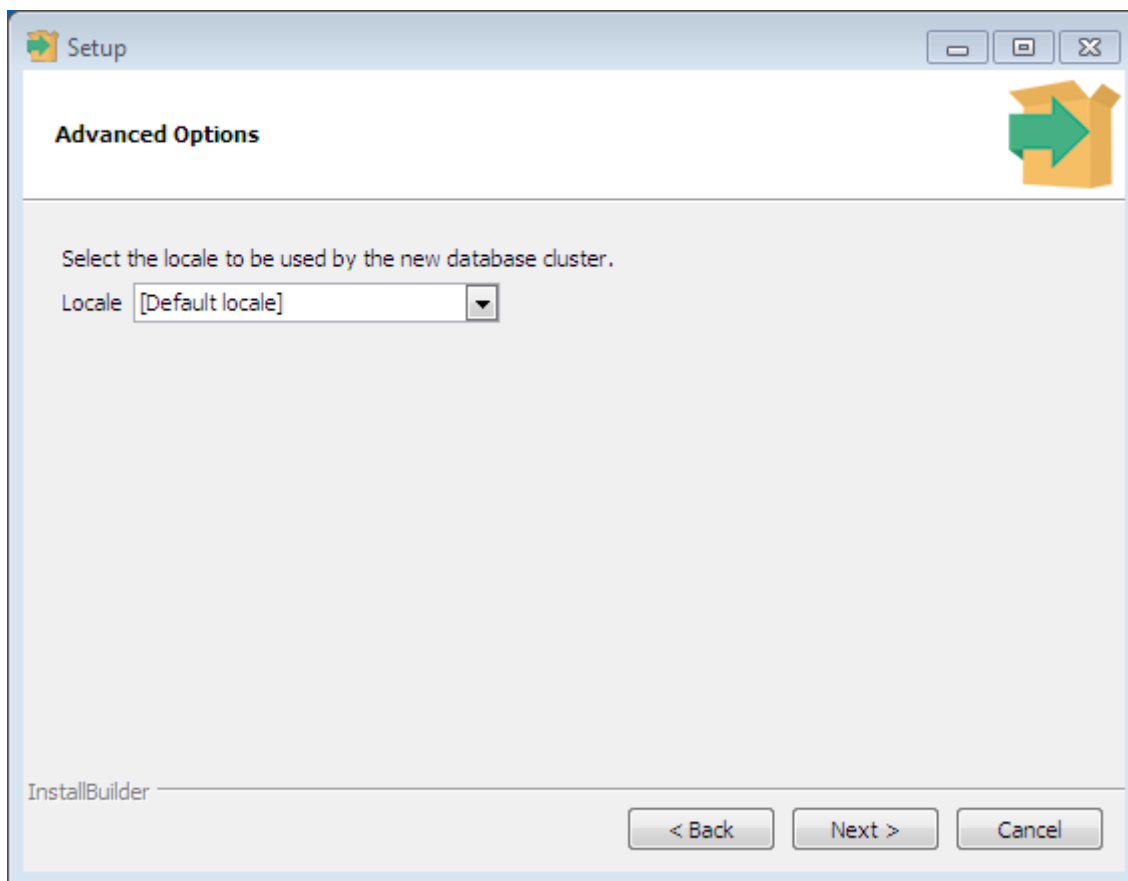 Setup
Advanced Options
Select the locale to be used by the new database cluster.
Locale [Default locale]
InstallBuilder
< Back Next > Cancel